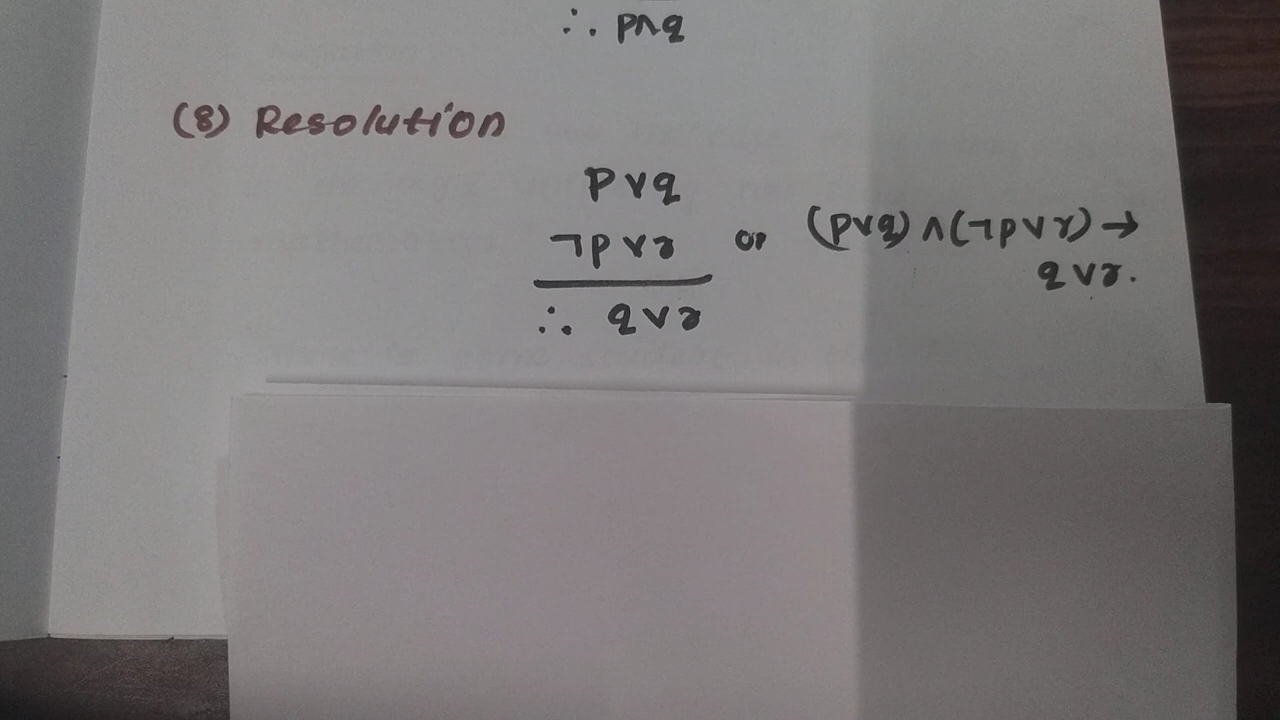 ∴ p∧q
(8) Resolution
p∨q
¬p∨r or (p∨q)∧(¬p∨r)→
q∨r.
∴ q∨r